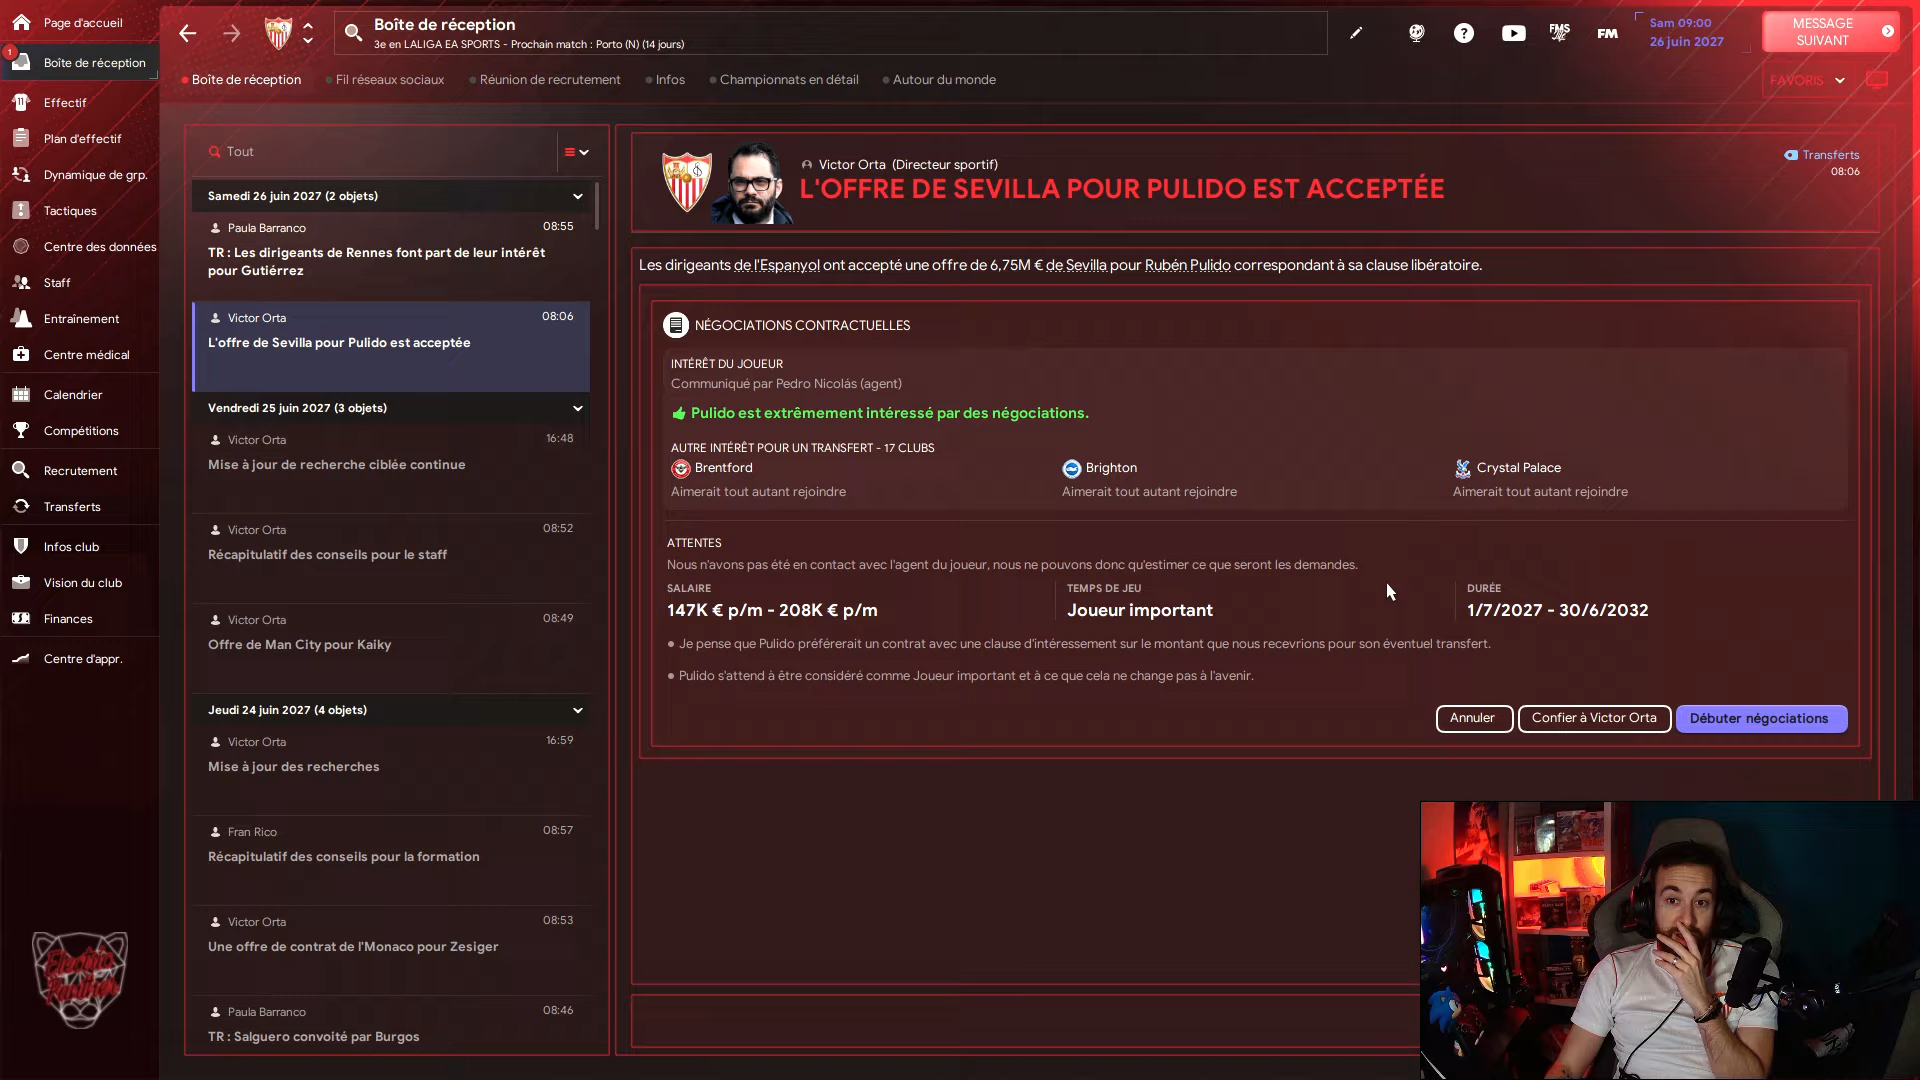 Page d'accueil
1
Boîte de réception
Effectif
Plan d'effectif
Dynamique de grp.
Tactiques
Centre des données
Staff
Entraînement
Centre médical
Calendrier
Compétitions
Recrutement
Transferts
Infos club
Vision du club
Finances
Centre d'appr.
Boîte de réception
3e en LALIGA EA SPORTS - Prochain match : Porto (N) (14 jours)
FMS
FM
Sam 09:00
26 juin 2027
MESSAGE
SUIVANT
Boîte de réception
Fil réseaux sociaux
Réunion de recrutement
Infos
Championnats en détail
Autour du monde
FAVORIS
Tout
Samedi 26 juin 2027 (2 objets)
Paula Barranco 08:55
TR : Les dirigeants de Rennes font part de leur intérêt
pour Gutiérrez
Victor Orta 08:06
L'offre de Sevilla pour Pulido est acceptée
Vendredi 25 juin 2027 (3 objets)
Victor Orta 16:48
Mise à jour de recherche ciblée continue
Victor Orta 08:52
Récapitulatif des conseils pour le staff
Victor Orta 08:49
Offre de Man City pour Kaiky
Jeudi 24 juin 2027 (4 objets)
Victor Orta 16:59
Mise à jour des recherches
Fran Rico 08:57
Récapitulatif des conseils pour la formation
Victor Orta 08:53
Une offre de contrat de l'Monaco pour Zesiger
Paula Barranco 08:46
TR : Salguero convoité par Burgos
Victor Orta (Directeur sportif)
L'OFFRE DE SEVILLA POUR PULIDO EST ACCEPTÉE
Transferts
08:06
Les dirigeants de l'Espanyol ont accepté une offre de 6,75M € de Sevilla pour Rubén Pulido correspondant à sa clause libératoire.
NÉGOCIATIONS CONTRACTUELLES
INTÉRÊT DU JOUEUR
Communiqué par Pedro Nicolás (agent)
Pulido est extrêmement intéressé par des négociations.
AUTRE INTÉRÊT POUR UN TRANSFERT - 17 CLUBS
Brentford
Brighton
Crystal Palace
Aimerait tout autant rejoindre
Aimerait tout autant rejoindre
Aimerait tout autant rejoindre
ATTENTES
Nous n'avons pas été en contact avec l'agent du joueur, nous ne pouvons donc qu'estimer ce que seront les demandes.
SALAIRE
TEMPS DE JEU
DURÉE
147K € p/m - 208K € p/m
Joueur important
1/7/2027 - 30/6/2032
• Je pense que Pulido préférerait un contrat avec une clause d'intéressement sur le montant que nous recevrions pour son éventuel transfert.
• Pulido s'attend à être considéré comme Joueur important et à ce que cela ne change pas à l'avenir.
Annuler
Confier à Victor Orta
Débuter négociations